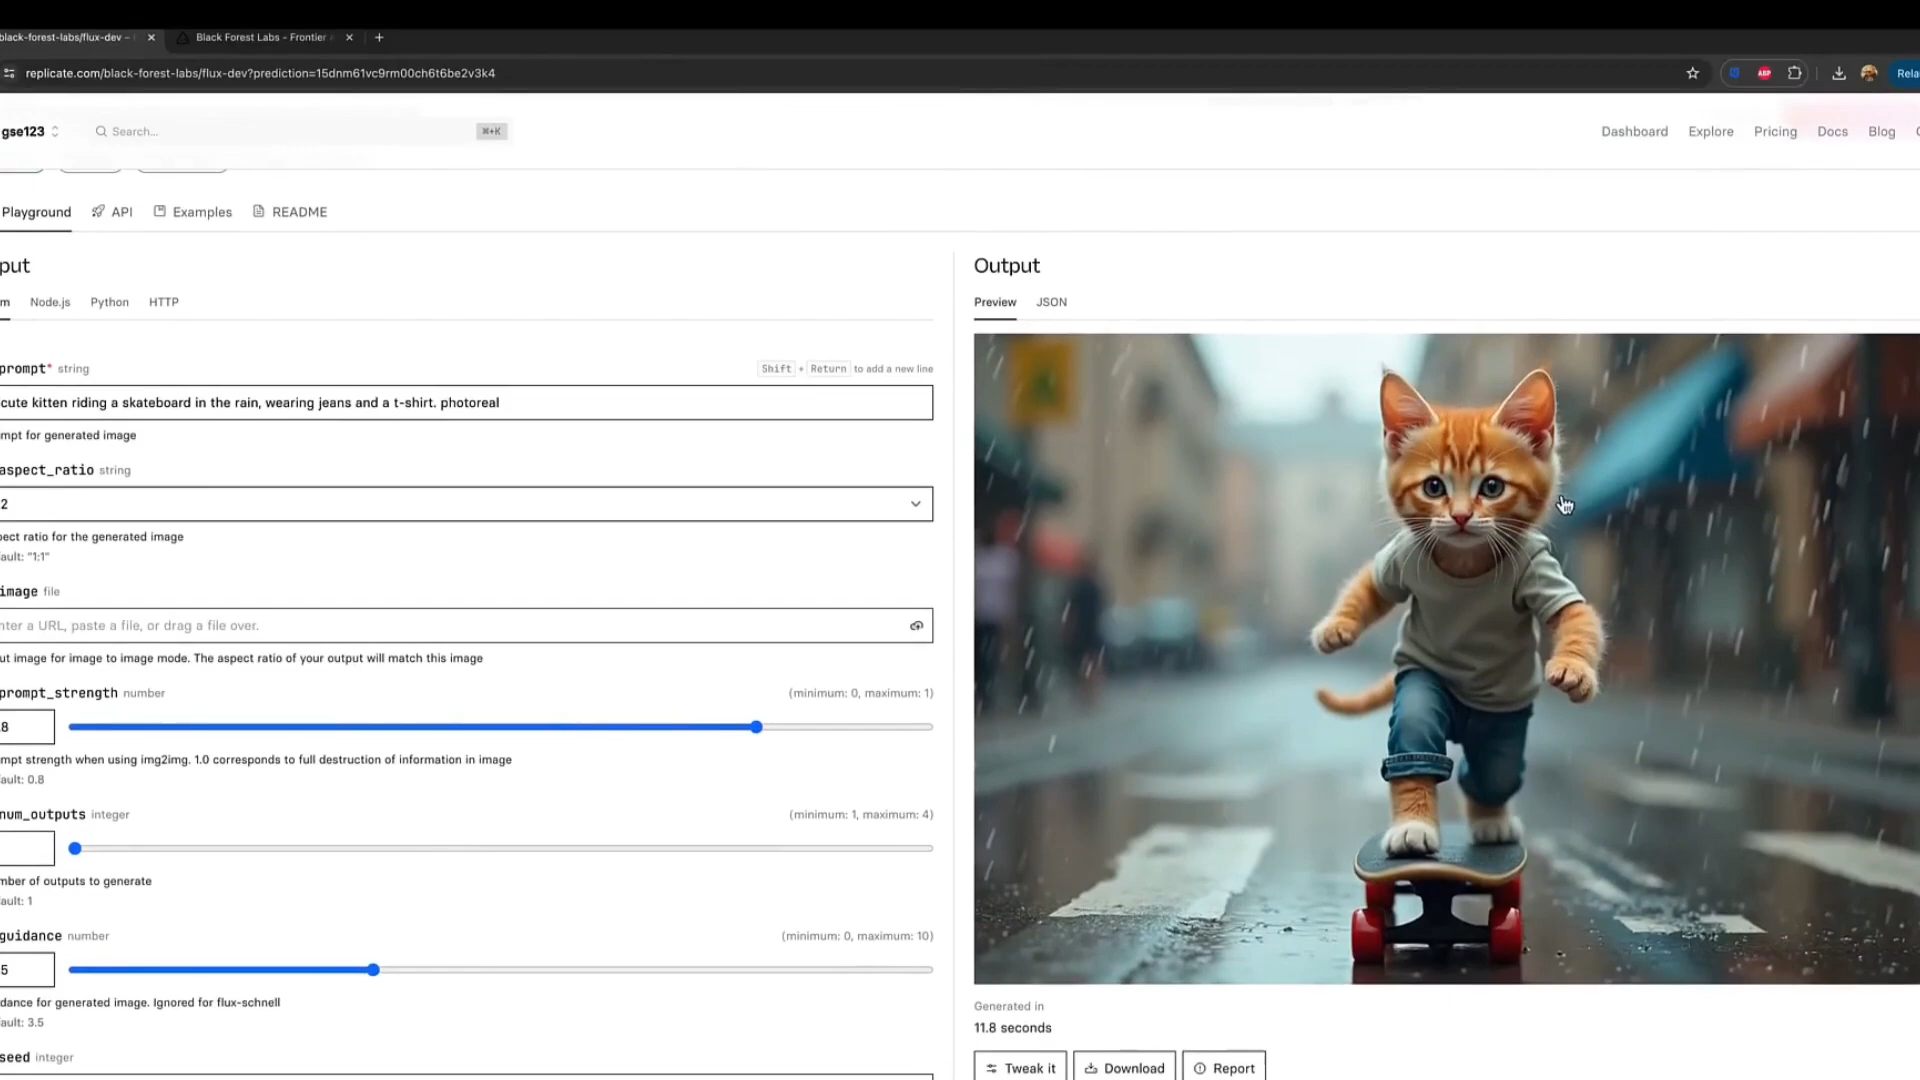 black-forest-labs/flux-dev –
Black Forest Labs - Frontier
replicate.com/black-forest-labs/flux-dev?prediction=15dnm61vc9rm00ch6t6be2v3k4
ABP
Rela
gse123
Search...
⌘+K
Dashboard
Explore
Pricing
Docs
Blog
Playground
API
Examples
README
put
m
Node.js
Python
HTTP
prompt* string
Shift + Return to add a new line
cute kitten riding a skateboard in the rain, wearing jeans and a t-shirt. photoreal
mpt for generated image
aspect_ratio string
2
ect ratio for the generated image
ault: "1:1"
image file
nter a URL, paste a file, or drag a file over.
ut image for image to image mode. The aspect ratio of your output will match this image
prompt_strength number
(minimum: 0, maximum: 1)
.8
mpt strength when using img2img. 1.0 corresponds to full destruction of information in image
ault: 0.8
num_outputs integer
(minimum: 1, maximum: 4)
mber of outputs to generate
ault: 1
guidance number
(minimum: 0, maximum: 10)
5
dance for generated image. Ignored for flux-schnell
ault: 3.5
seed integer
Output
Preview
JSON
Generated in
11.8 seconds
Tweak it
Download
Report